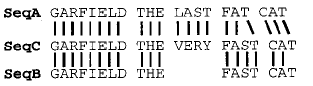 SeqA GARFIELD THE LAST FAT CAT
SeqC GARFIELD THE VERY FAST CAT
SeqB GARFIELD THE FAST CAT